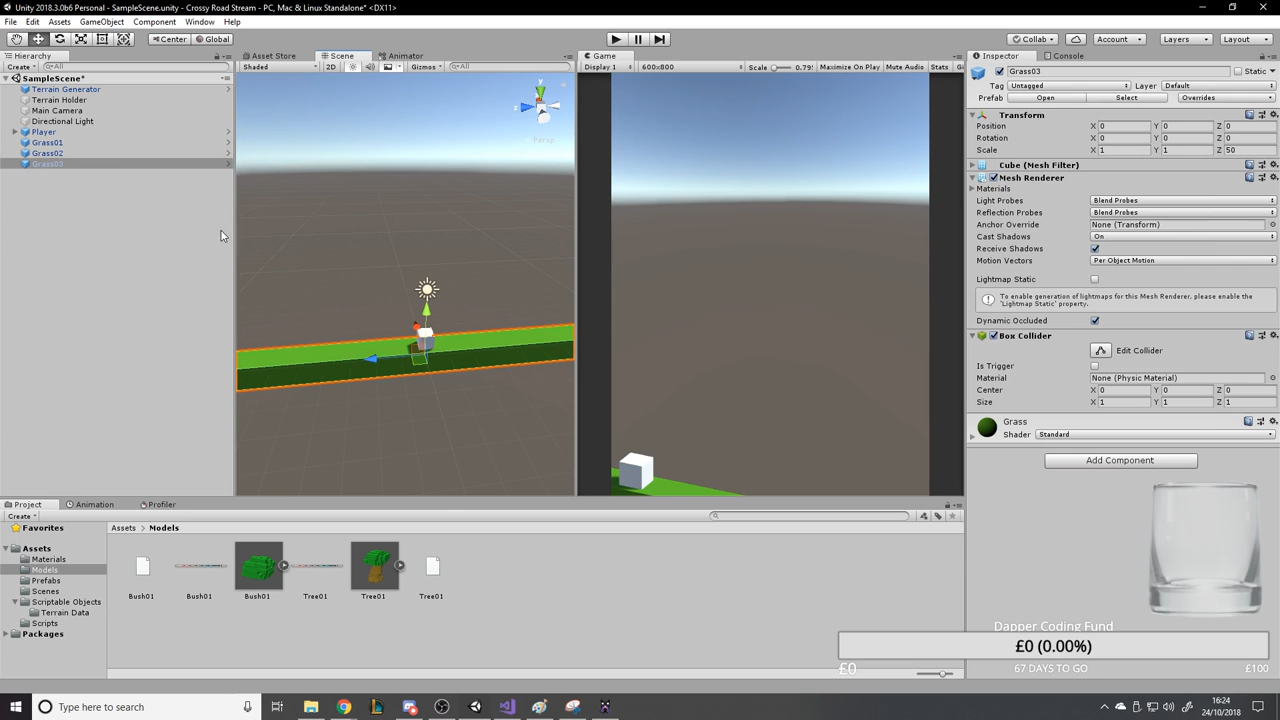 Unity 2018.3.0b6 Personal - SampleScene.unity - Crossy Road Stream - PC, Mac & Linux Standalone* <DX11>
File Edit Assets GameObject Component Window Help
Center Global Collab Account Layers Layout
Hierarchy Asset Store Scene Animator Game Inspector Console
Create All Shaded 2D Gizmos All Display 1 600x800 Scale 0.79 Maximize On Play Mute Audio Stats
SampleScene*
Terrain Generator
Terrain Holder
Main Camera
Directional Light
Player
Grass01
Grass02
Grass03
y
z
Persp
Grass03 Static
Tag Untagged Layer Default
Prefab Open Select Overrides
Transform
Position X 0 Y 0 Z 0
Rotation X 0 Y 0 Z 0
Scale X 1 Y 1 Z 50
Cube (Mesh Filter)
Mesh Renderer
Materials
Light Probes Blend Probes
Reflection Probes Blend Probes
Anchor Override None (Transform)
Cast Shadows On
Receive Shadows
Motion Vectors Per Object Motion
Lightmap Static
To enable generation of lightmaps for this Mesh Renderer, please enable the 'Lightmap Static' property.
Dynamic Occluded
Box Collider
Edit Collider
Is Trigger
Material None (Physic Material)
Center X 0 Y 0 Z 0
Size X 1 Y 1 Z 1
Grass
Shader Standard
Add Component
Project Animation Profiler
Create
Favorites
Assets
Materials
Models
Prefabs
Scenes
Scriptable Objects
Terrain Data
Scripts
Packages
Assets > Models
Bush01 Bush01 Bush01 Tree01 Tree01 Tree01
Dapper Coding Fund
£0 (0.00%)
£0 67 DAYS TO GO £100
Type here to search
16:24
24/10/2018